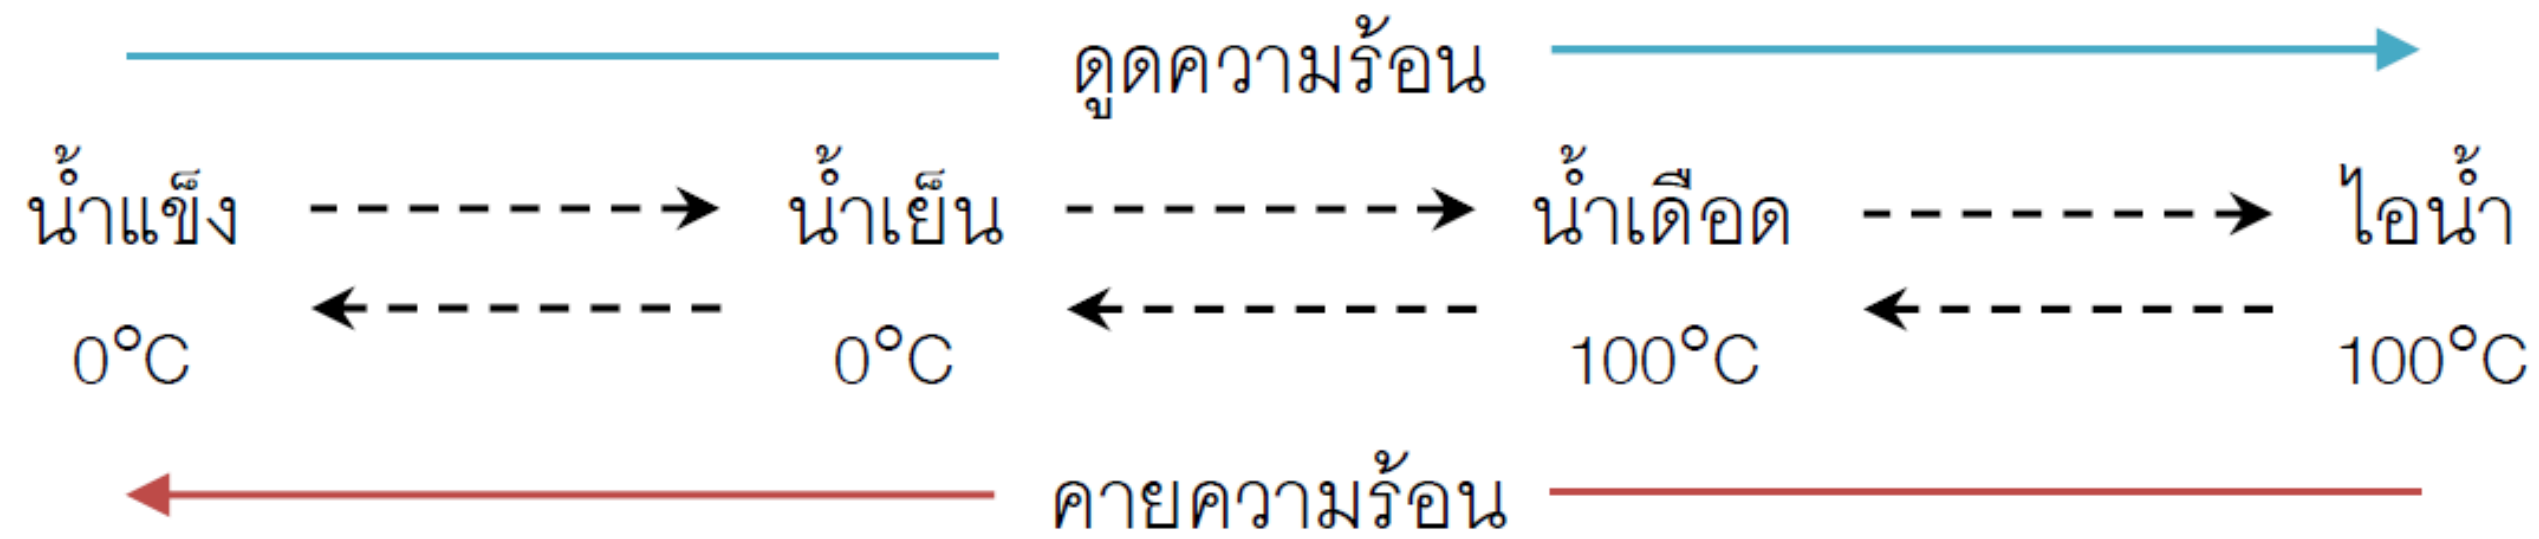 ดูดความร้อน
น้ำแข็ง น้ำเย็น น้ำเดือด ไอน้ำ
0°C 0°C 100°C 100°C
คายความร้อน